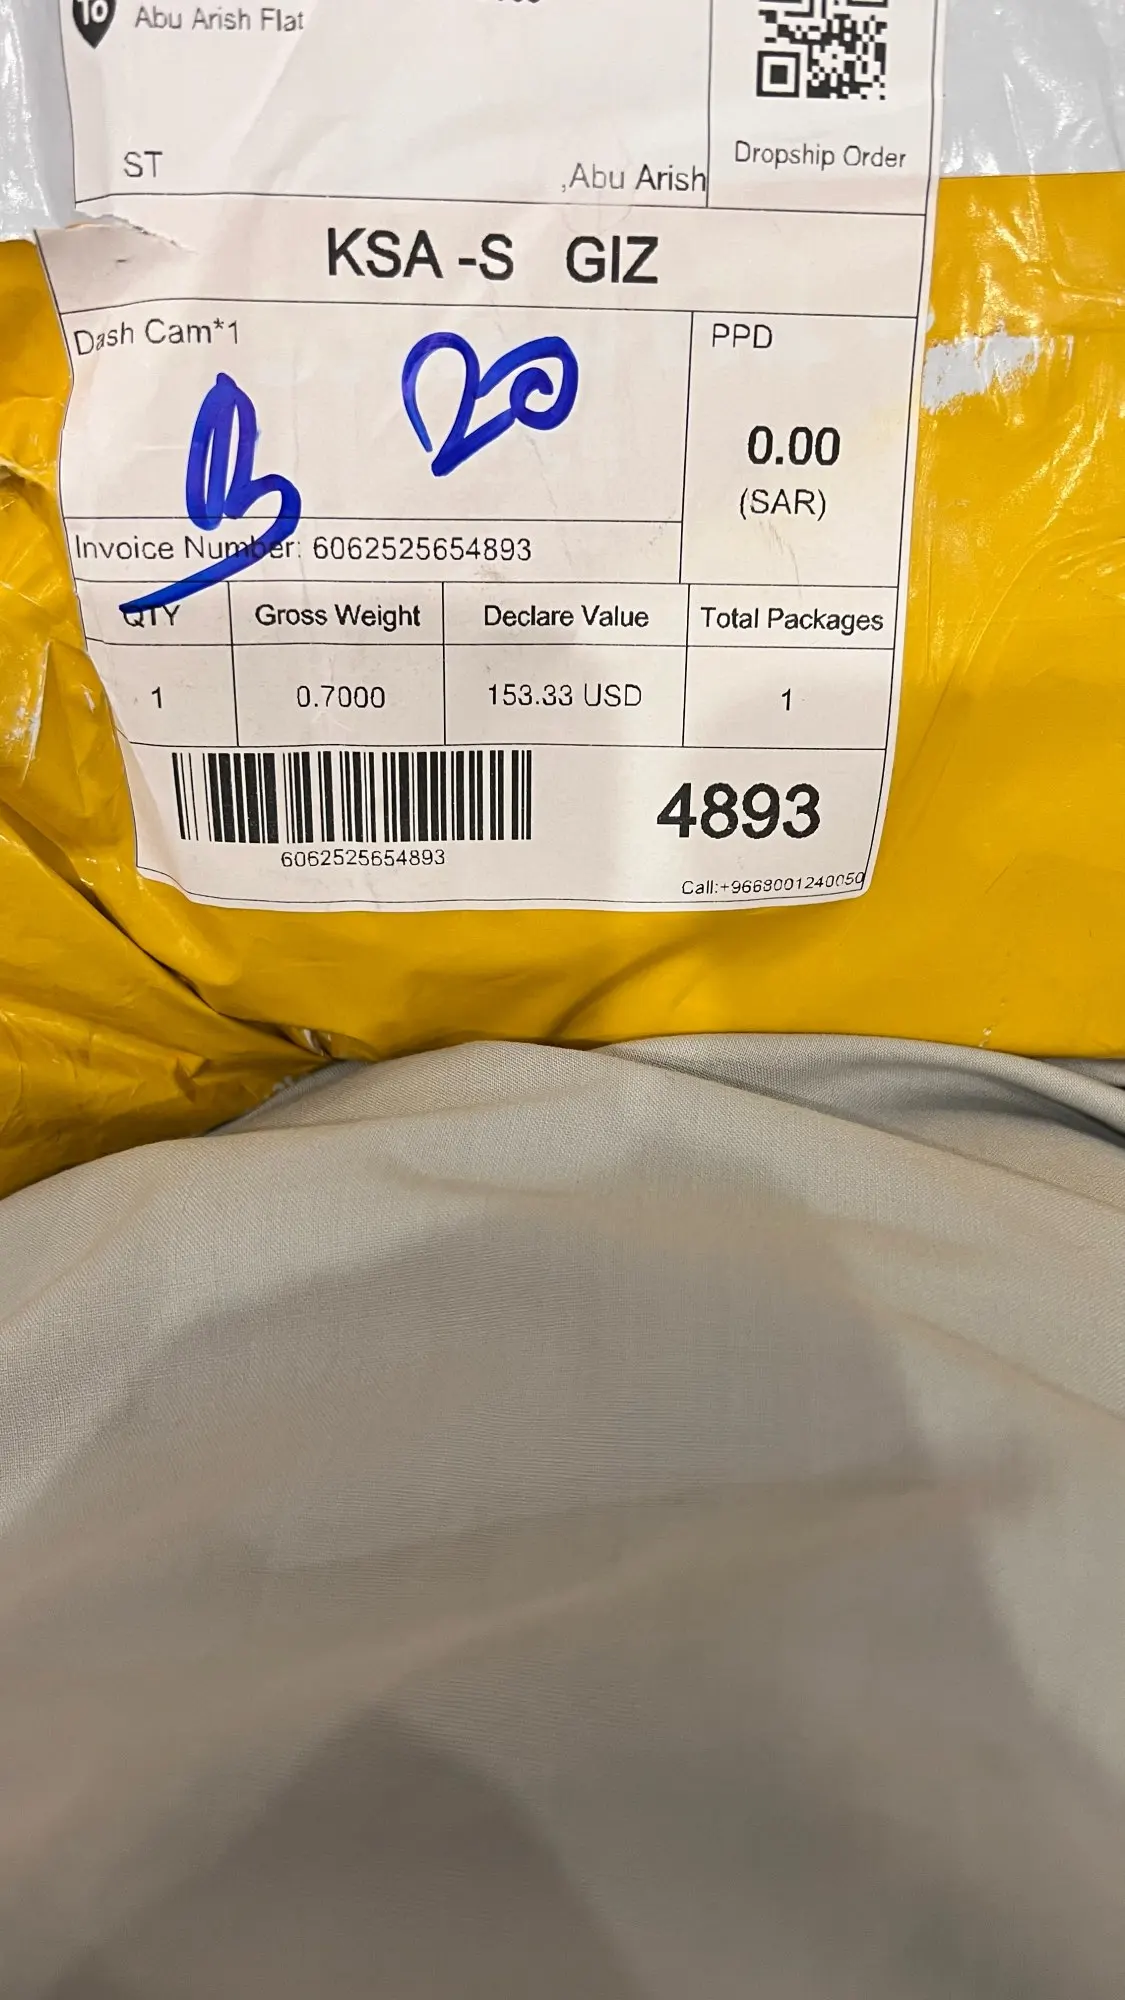 10
Abu Arish Flat
ST
,Abu Arish
Dropship Order
KSA -S GIZ
Dash Cam*1
PPD
20
0.00
(SAR)
Invoice Number: 6062525654893
QTY Gross Weight Declare Value Total Packages
1 0.7000 153.33 USD 1
6062525654893
4893
Call:+9668001240050